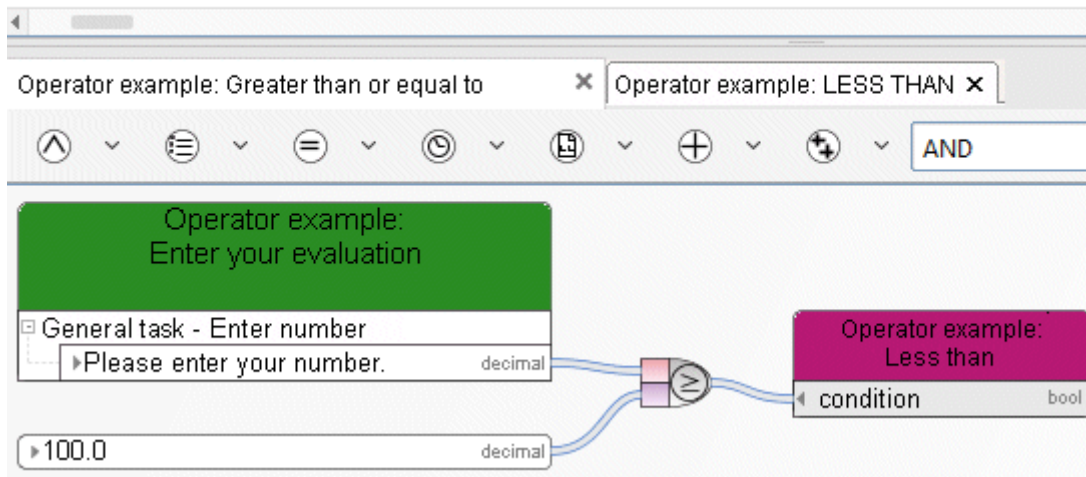 Operator example: Greater than or equal to
Operator example: LESS THAN
AND
Operator example:
Enter your evaluation
General task - Enter number
Please enter your number. decimal
100.0 decimal
≥
Operator example:
Less than
condition bool